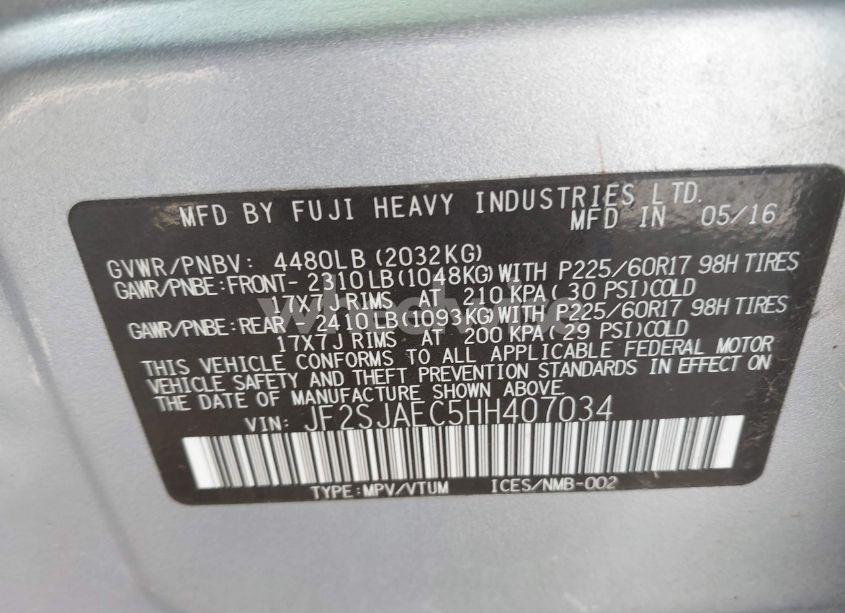 MFD BY FUJI HEAVY INDUSTRIES LTD.
MFD IN 05/16
GVWR/PNBV: 4480LB (2032KG)
GAWR/PNBE: FRONT- 2310LB (1048KG) WITH P225/60R17 98H TIRES
17X7J RIMS AT 210 KPA (30 PSI) COLD
GAWR/PNBE: REAR - 2410LB (1093KG) WITH P225/60R17 98H TIRES
17X7J RIMS AT 200 KPA (29 PSI) COLD
THIS VEHICLE CONFORMS TO ALL APPLICABLE FEDERAL MOTOR
VEHICLE SAFETY AND THEFT PREVENTION STANDARDS IN EFFECT ON
THE DATE OF MANUFACTURE SHOWN ABOVE
VIN: JF2SJAEC5HH407034
TYPE: MPV/VTUM ICES/NMB-002